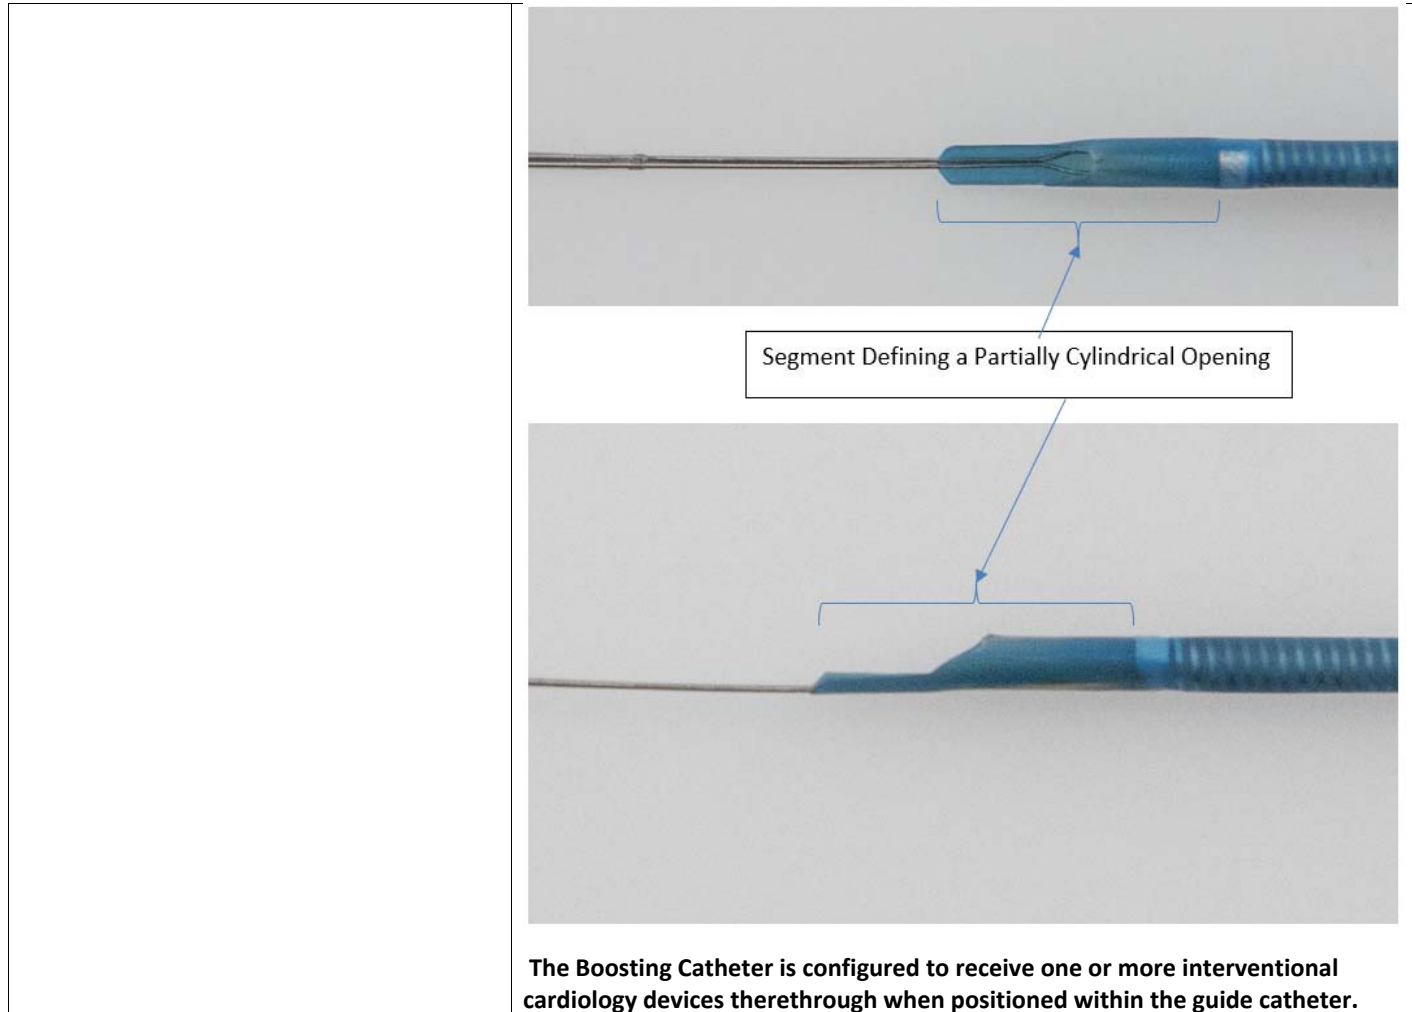 Segment Defining a Partially Cylindrical Opening
The Boosting Catheter is configured to receive one or more interventional
cardiology devices therethrough when positioned within the guide catheter.